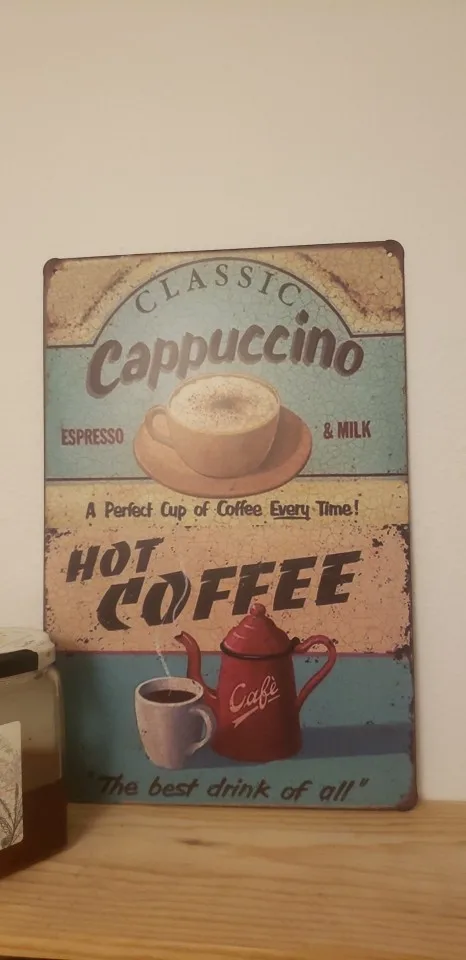 CLASSIC
Cappuccino
ESPRESSO & MILK
A Perfect Cup of Coffee Every Time!
HOT
COFFEE
Café
"The best drink of all"